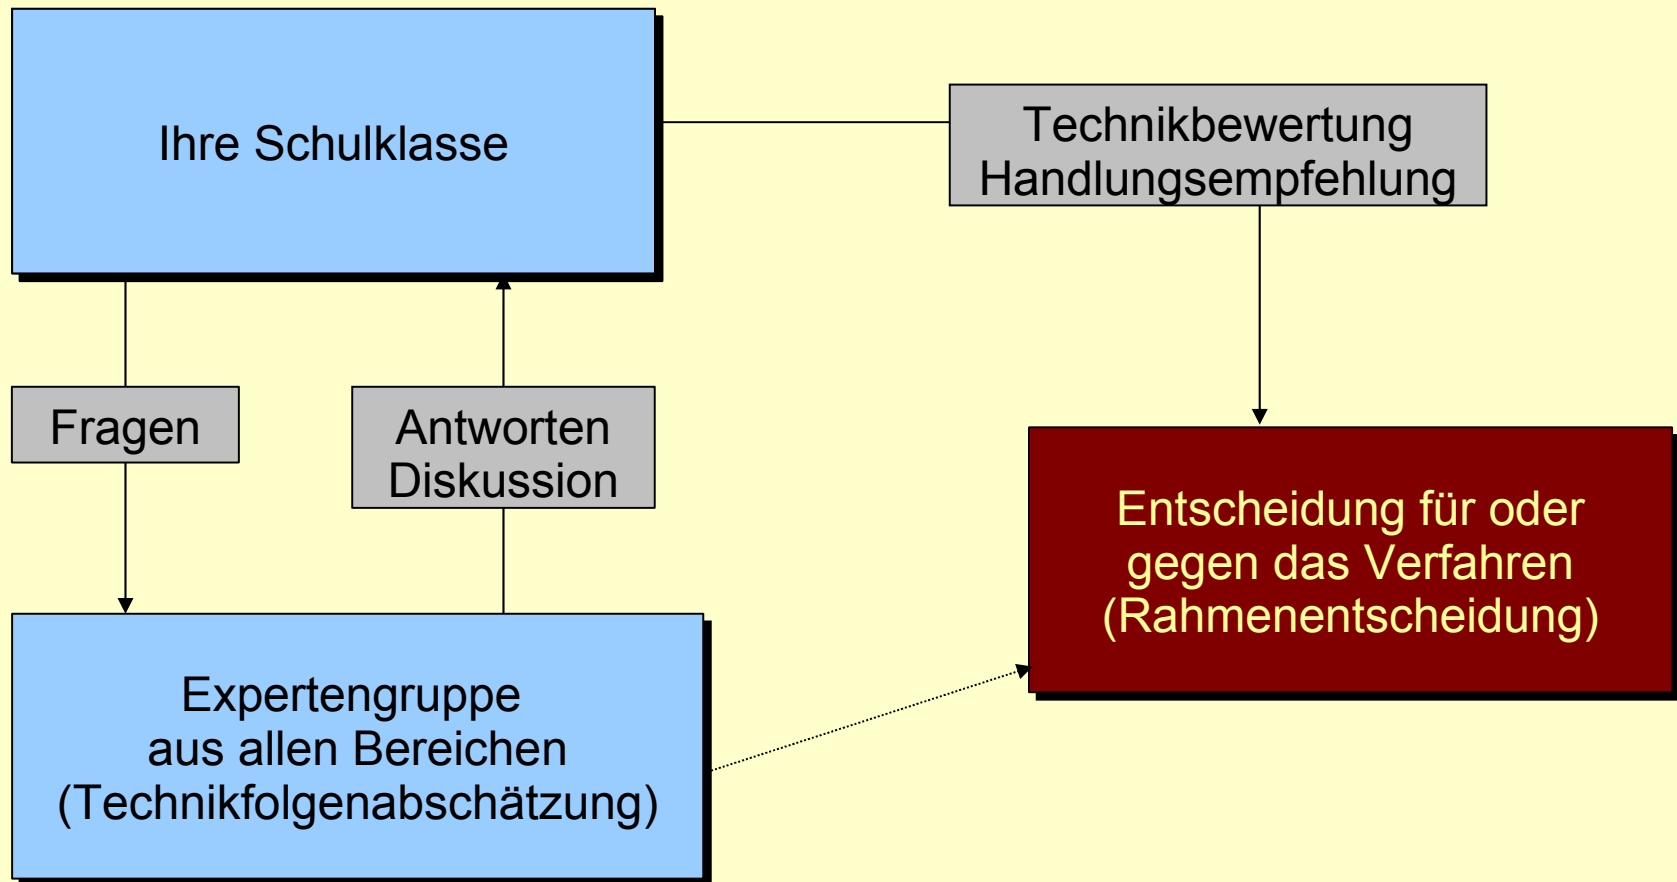 Ihre Schulklasse
Technikbewertung
Handlungsempfehlung
Fragen
Antworten
Diskussion
Entscheidung für oder
gegen das Verfahren
(Rahmenentscheidung)
Expertengruppe
aus allen Bereichen
(Technikfolgenabschätzung)